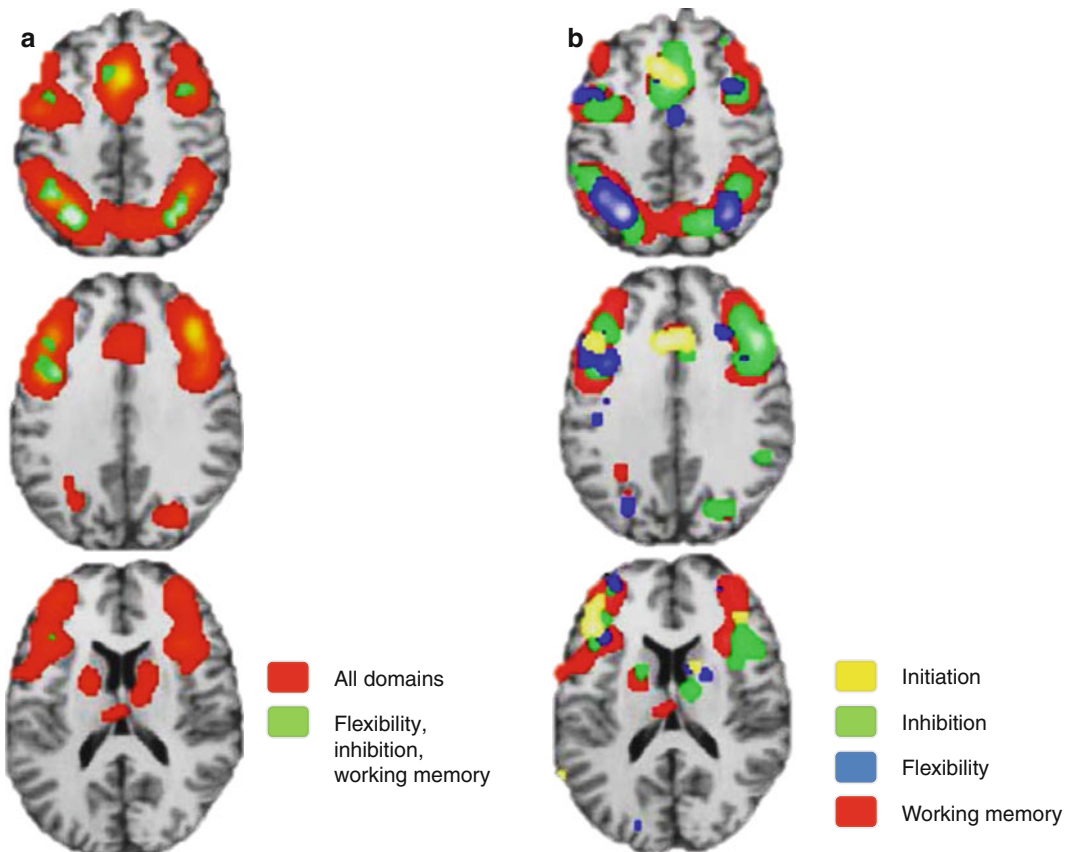 a
b
All domains
Flexibility,
inhibition,
working memory
Initiation
Inhibition
Flexibility
Working memory